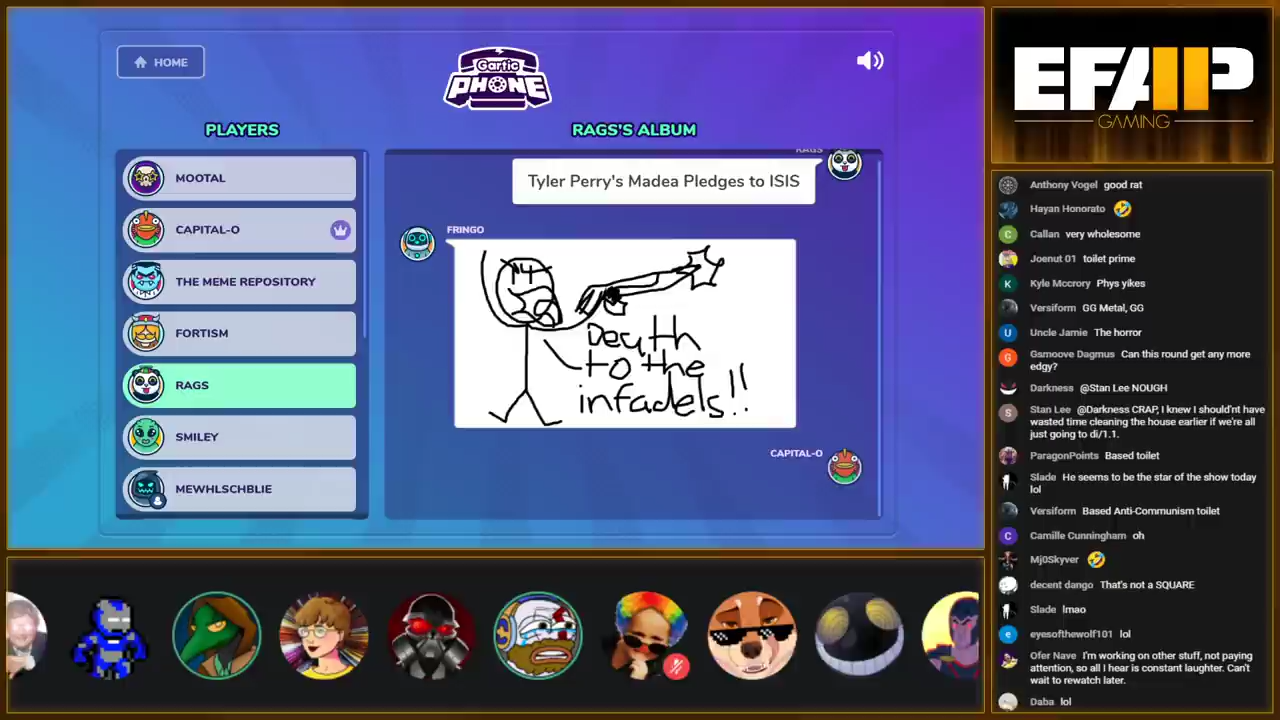 HOME
Gartic
PHONE
PLAYERS
MOOTAL
CAPITAL-O
THE MEME REPOSITORY
FORTISM
RAGS
SMILEY
MEWHLSCHBLIE
RAGS'S ALBUM
RAGS
Tyler Perry's Madea Pledges to ISIS
FRINGO
Death
to the
infadels!!
CAPITAL-O
EFAP
GAMING
Anthony Vogel good rat
Hayan Honorato 🤣
Callan very wholesome
Joenut 01 toilet prime
Kyle Mccrory Phys yikes
Versiform GG Metal, GG
Uncle Jamie The horror
Gsmoove Dagmus Can this round get any more
edgy?
Darkness @Stan Lee NOUGH
Stan Lee @Darkness CRAP, I knew I should'nt have
wasted time cleaning the house earlier if we're all
just going to di/1.1.
ParagonPoints Based toilet
Slade He seems to be the star of the show today
lol
Versiform Based Anti-Communism toilet
Camille Cunningham oh
Mj0Skyver 🤣
decent dango That's not a SQUARE
Slade lmao
eyesofthewolf101 lol
Ofer Nave I'm working on other stuff, not paying
attention, so all I hear is constant laughter. Can't
wait to rewatch later.
Daba lol